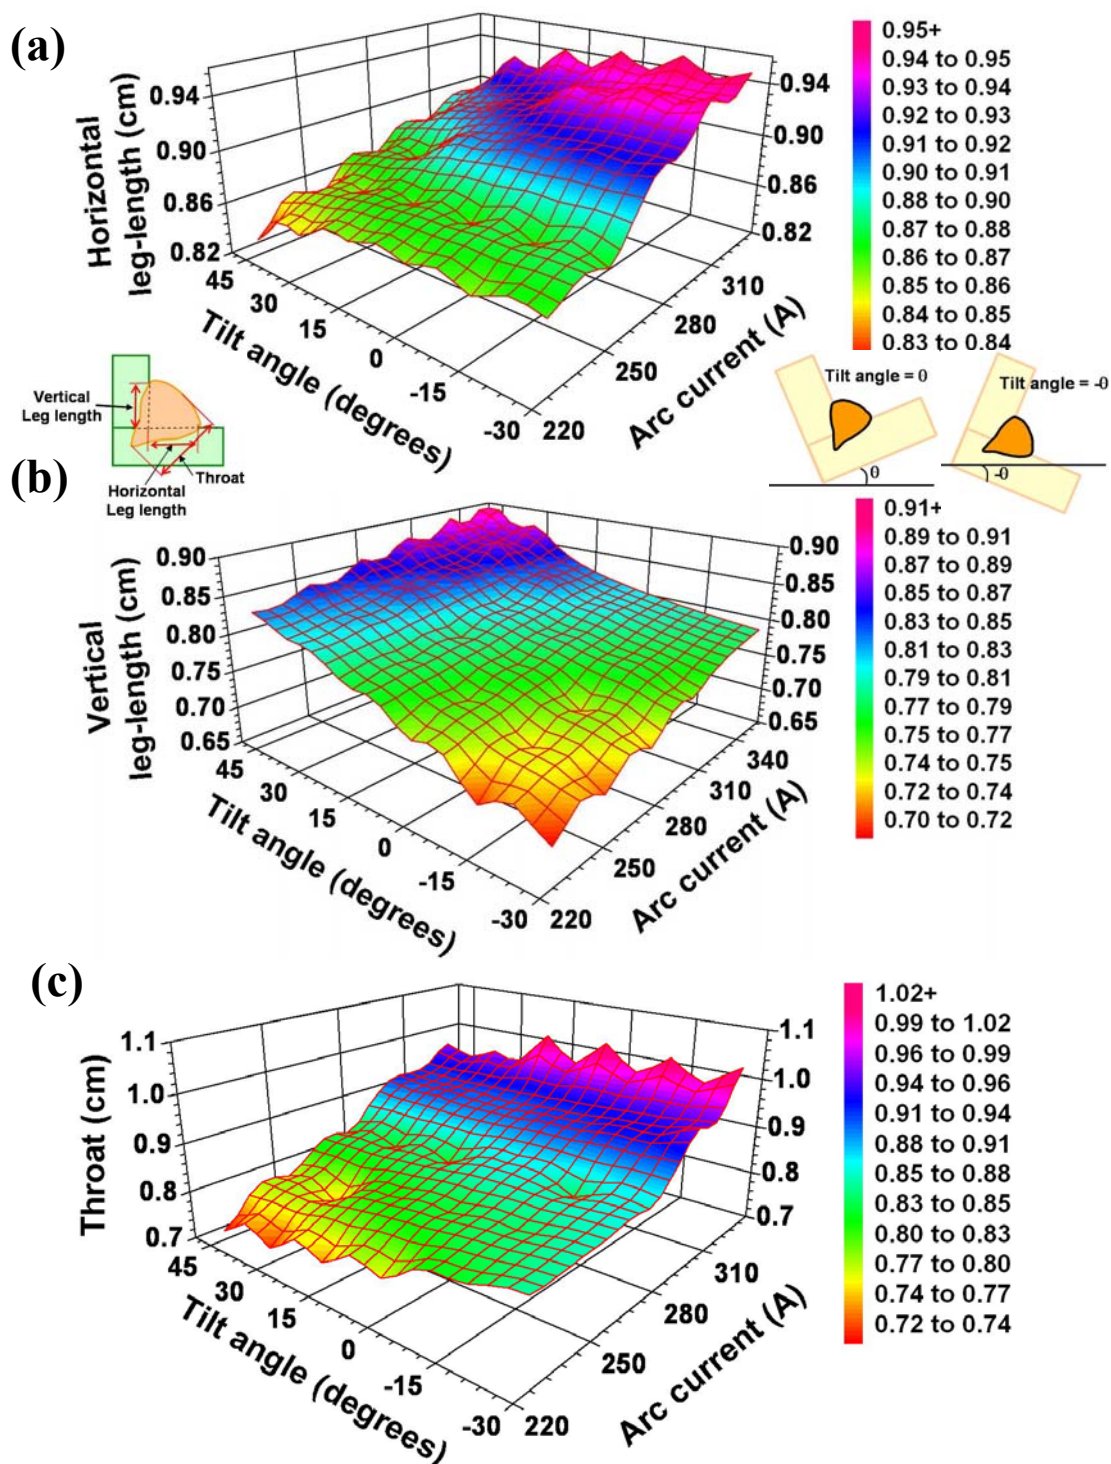 (a)
Horizontal
leg-length (cm)
0.94
0.90
0.86
0.82
45
30
15
0
-15
-30
Tilt angle (degrees)
220
250
280
310
Arc current (A)
0.94
0.90
0.86
0.82
0.95+
0.94 to 0.95
0.93 to 0.94
0.92 to 0.93
0.91 to 0.92
0.90 to 0.91
0.88 to 0.90
0.87 to 0.88
0.86 to 0.87
0.85 to 0.86
0.84 to 0.85
0.83 to 0.84
Vertical
Leg length
Throat
Horizontal
Leg length
Tilt angle = θ
θ
Tilt angle = -θ
-θ
(b)
Vertical
leg-length (cm)
0.90
0.85
0.80
0.75
0.70
0.65
45
30
15
0
-15
-30
Tilt angle (degrees)
220
250
280
310
340
Arc current (A)
0.90
0.85
0.80
0.75
0.70
0.65
0.91+
0.89 to 0.91
0.87 to 0.89
0.85 to 0.87
0.83 to 0.85
0.81 to 0.83
0.79 to 0.81
0.77 to 0.79
0.75 to 0.77
0.74 to 0.75
0.72 to 0.74
0.70 to 0.72
(c)
Throat (cm)
1.1
1.0
0.9
0.8
0.7
45
30
15
0
-15
-30
Tilt angle (degrees)
220
250
280
310
Arc current (A)
1.1
1.0
0.9
0.8
0.7
1.02+
0.99 to 1.02
0.96 to 0.99
0.94 to 0.96
0.91 to 0.94
0.88 to 0.91
0.85 to 0.88
0.83 to 0.85
0.80 to 0.83
0.77 to 0.80
0.74 to 0.77
0.72 to 0.74